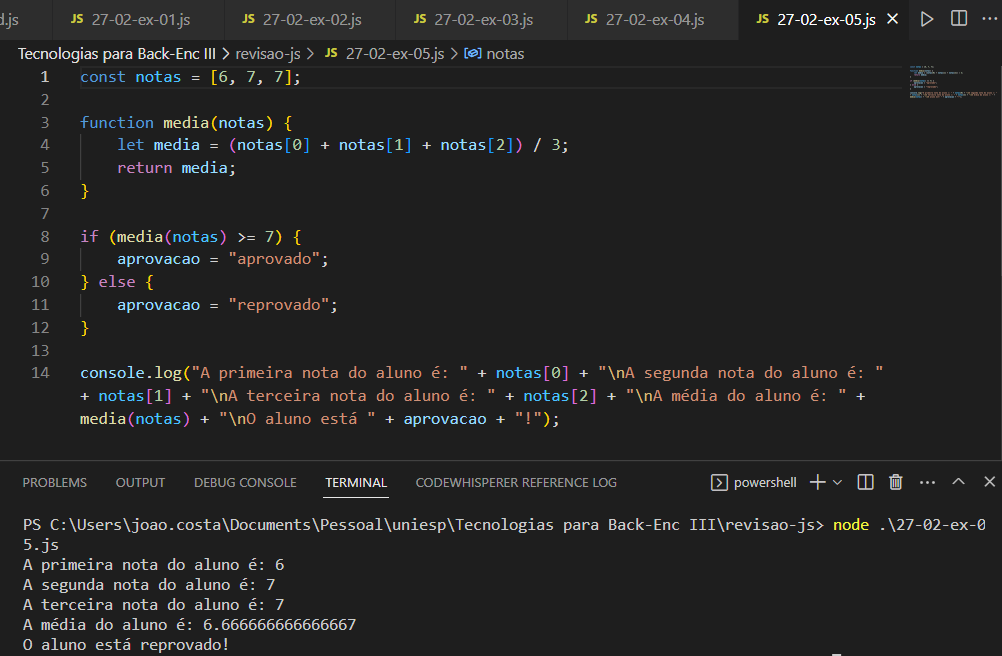 d.js JS 27-02-ex-01.js JS 27-02-ex-02.js JS 27-02-ex-03.js JS 27-02-ex-04.js JS 27-02-ex-05.js
Tecnologias para Back-Enc III > revisao-js > JS 27-02-ex-05.js > notas
1 const notas = [6, 7, 7];
2
3 function media(notas) {
4 let media = (notas[0] + notas[1] + notas[2]) / 3;
5 return media;
6 }
7
8 if (media(notas) >= 7) {
9 aprovacao = "aprovado";
10 } else {
11 aprovacao = "reprovado";
12 }
13
14 console.log("A primeira nota do aluno é: " + notas[0] + "\nA segunda nota do aluno é: "
+ notas[1] + "\nA terceira nota do aluno é: " + notas[2] + "\nA média do aluno é: " +
media(notas) + "\nO aluno está " + aprovacao + "!");
PROBLEMS OUTPUT DEBUG CONSOLE TERMINAL CODEWHISPERER REFERENCE LOG powershell
PS C:\Users\joao.costa\Documents\Pessoal\uniesp\Tecnologias para Back-Enc III\revisao-js> node .\27-02-ex-0
5.js
A primeira nota do aluno é: 6
A segunda nota do aluno é: 7
A terceira nota do aluno é: 7
A média do aluno é: 6.666666666666667
O aluno está reprovado!